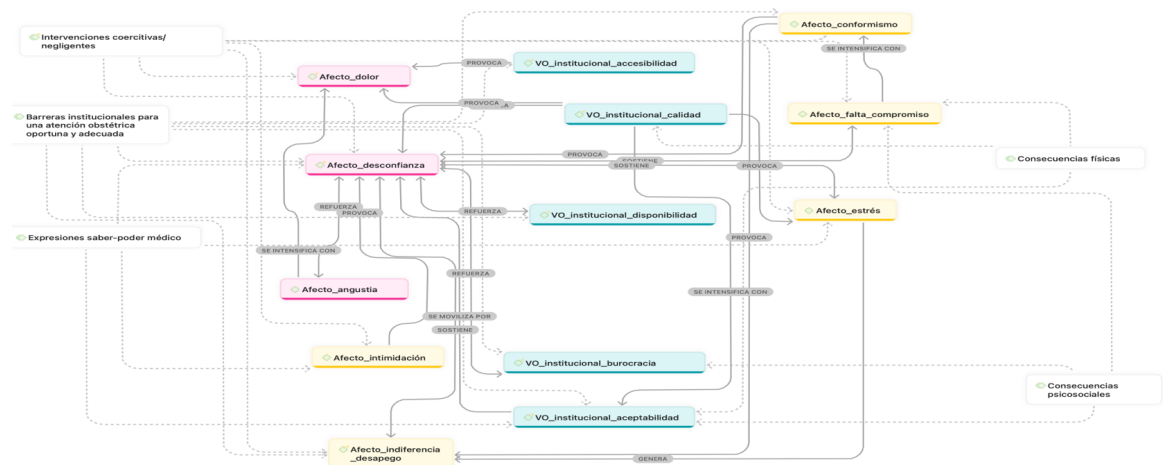 Afecto_conformismo
Intervenciones coercitivas/
negligentes
SE INTENSIFICA CON
PROVOCA
VO_institucional_accesibilidad
Afecto_dolor
PROVOCA
VO_institucional_calidad
Afecto_falta_compromiso
Barreras institucionales para
una atención obstétrica
oportuna y adecuada
PROVOCA
Consecuencias físicas
Afecto_desconfianza
SOSTIENE
SOSTIENE
PROVOCA
REFUERZA
PROVOCA
REFUERZA
VO_institucional_disponibilidad
Afecto_estrés
Expresiones saber-poder médico
PROVOCA
SE INTENSIFICA CON
REFUERZA
Afecto_angustia
SE INTENSIFICA CON
SE MOVILIZA POR
SOSTIENE
Afecto_intimidación
VO_institucional_burocracia
Consecuencias
psicosociales
VO_institucional_aceptabilidad
Afecto_indiferencia
_desapego
GENERA